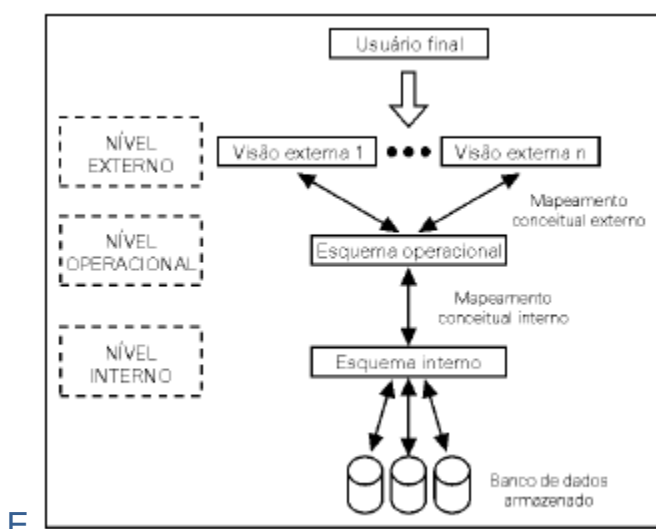 Usuário final
NÍVEL
EXTERNO
Visão externa 1
Visão externa n
Mapeamento
conceitual externo
NÍVEL
OPERACIONAL
Esquema operacional
Mapeamento
conceitual interno
NÍVEL
INTERNO
Esquema interno
Banco de dados
armazenado
E